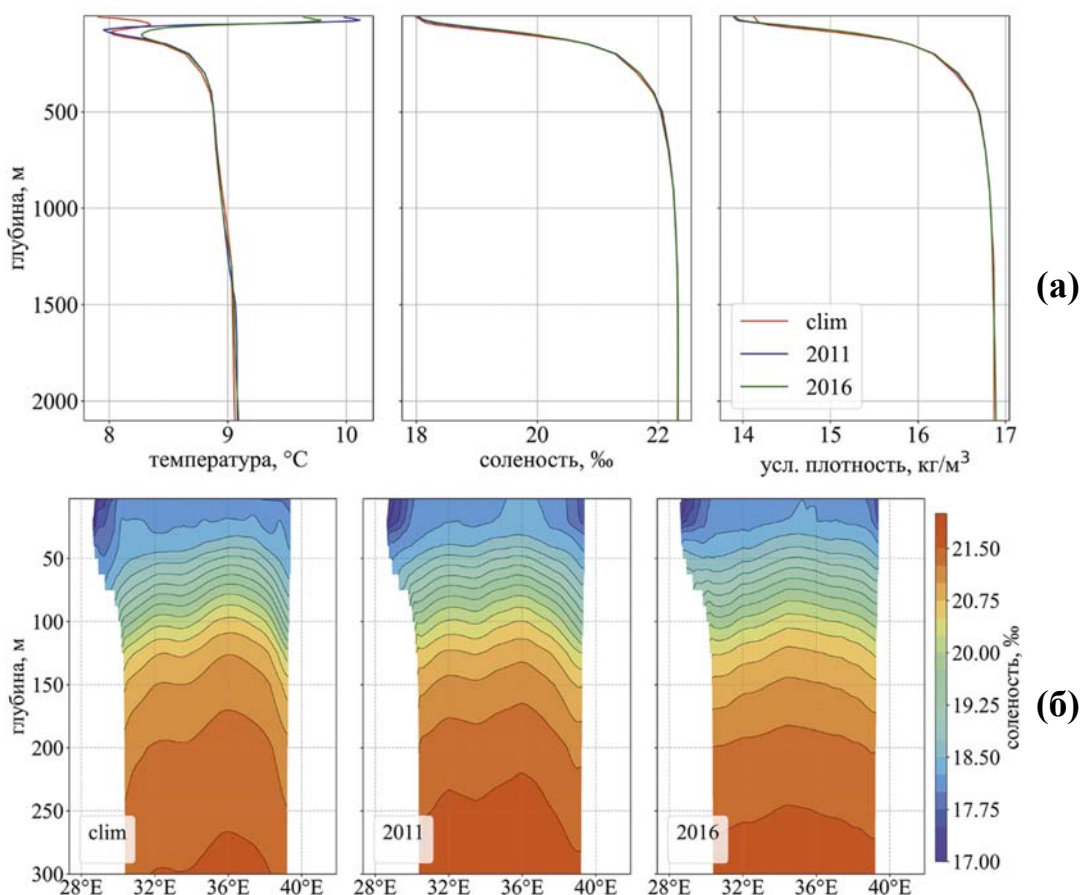 500
1000
1500
2000
глубина, м
8 9 10
температура, °C
18 20 22
соленость, ‰
clim
2011
2016
14 15 16 17
усл. плотность, кг/м³
(а)
50
100
150
200
250
300
глубина, м
clim
28°E 32°E 36°E 40°E
2011
28°E 32°E 36°E 40°E
2016
28°E 32°E 36°E 40°E
21.50
20.75
20.00
19.25
18.50
17.75
17.00
соленость, ‰
(б)